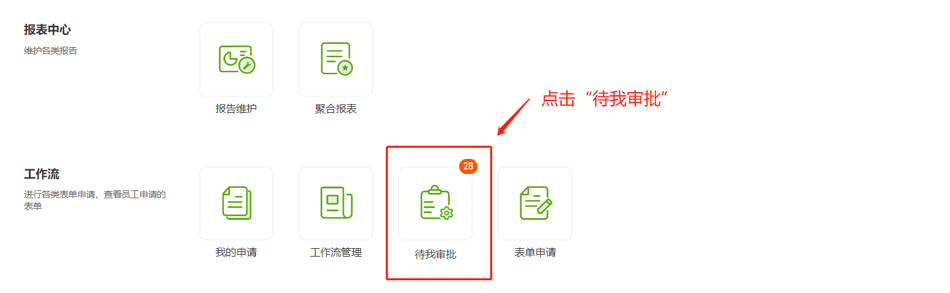 报表中心
维护各类报告
报告维护
聚合报表
点击“待我审批”
工作流
进行各类表单申请，查看员工申请的
表单
28
我的申请
工作流管理
待我审批
表单申请